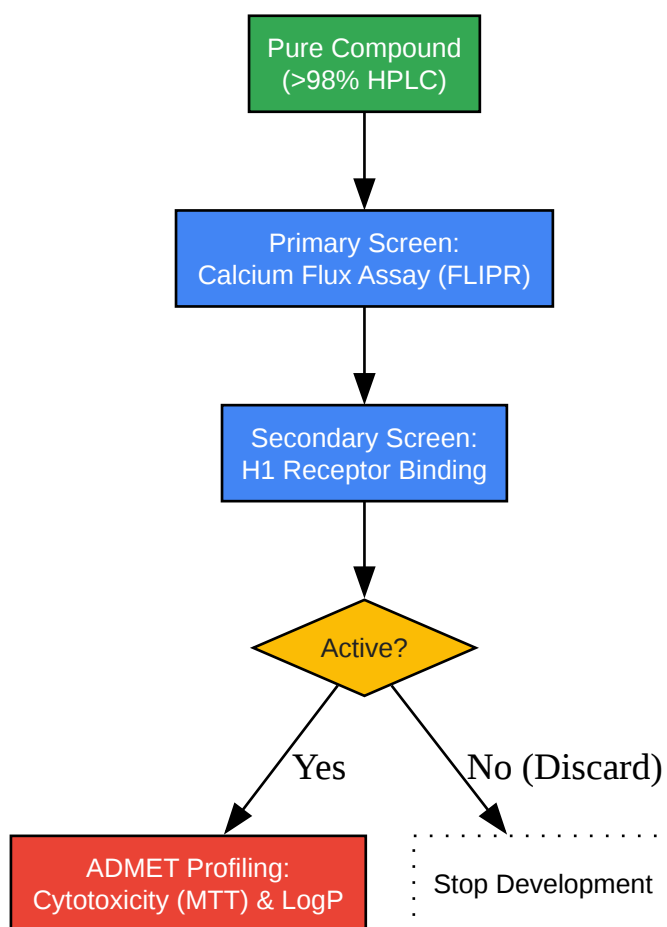 Pure Compound
(>98% HPLC)
Primary Screen:
Calcium Flux Assay (FLIPR)
Secondary Screen:
H1 Receptor Binding
Active?
Yes
No (Discard)
ADMET Profiling:
Cytotoxicity (MTT) & LogP
Stop Development